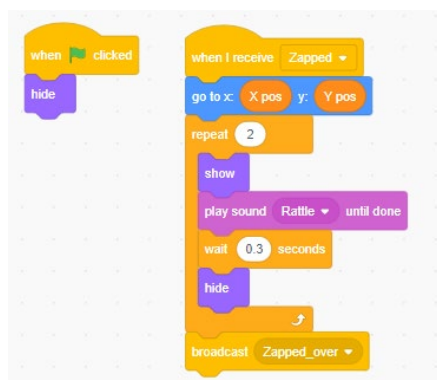 when clicked
hide
when I receive Zapped
go to x: X pos y: Y pos
repeat 2
show
play sound Rattle until done
wait 0.3 seconds
hide
broadcast Zapped_over